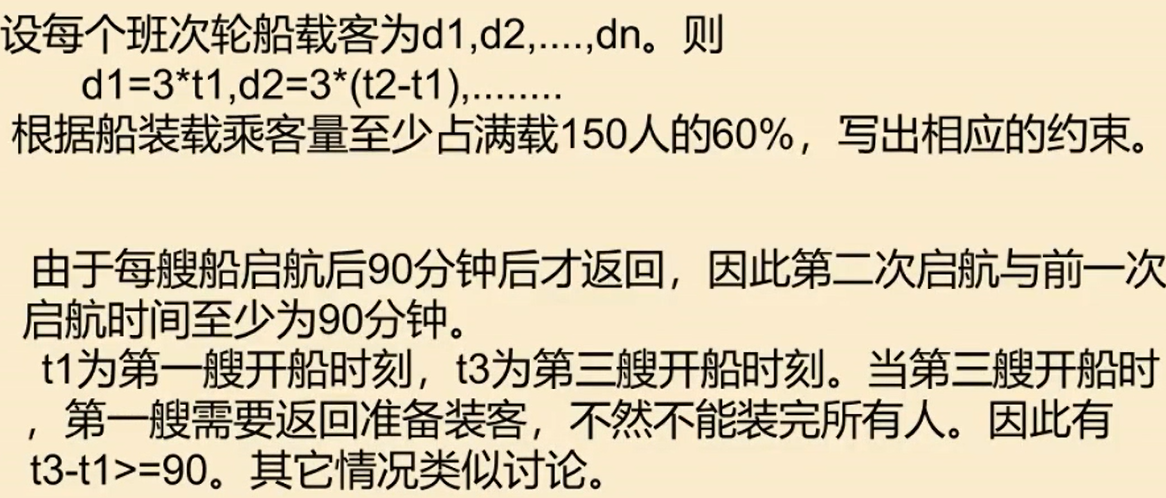 设每个班次轮船载客为d1,d2,....,dn。则
d1=3*t1,d2=3*(t2-t1),........
根据船装载乘客量至少占满载150人的60%，写出相应的约束。
由于每艘船启航后90分钟后才返回，因此第二次启航与前一次
启航时间至少为90分钟。
t1为第一艘开船时刻，t3为第三艘开船时刻。当第三艘开船时
，第一艘需要返回准备装客，不然不能装完所有人。因此有
t3-t1>=90。其它情况类似讨论。